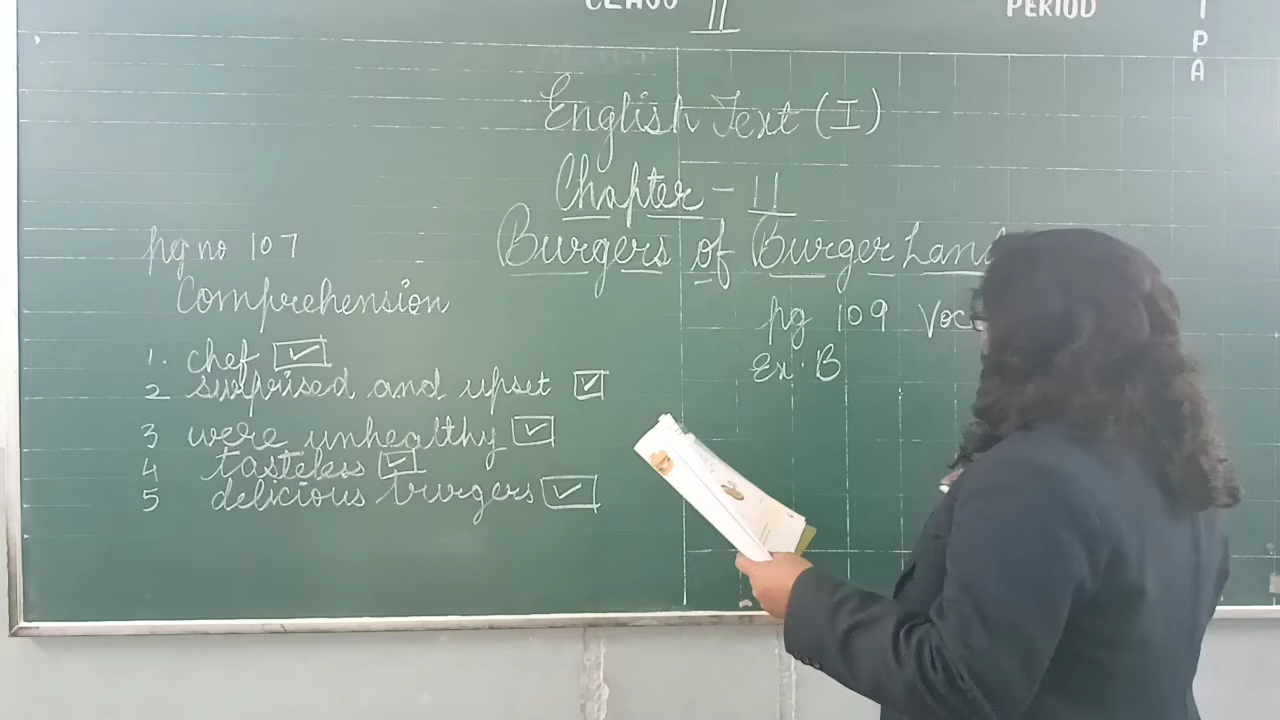 CLASS II
PERIOD
T
P
A
English Text (I)
Chapter - 11
Burgers of Burger Land
pg no 107
Comprehension
1. chef ✓
2 surprised and upset ✓
3 were unhealthy ✓
4 tasteless ✓
5 delicious burgers ✓
pg 109 Voc
Ex. B